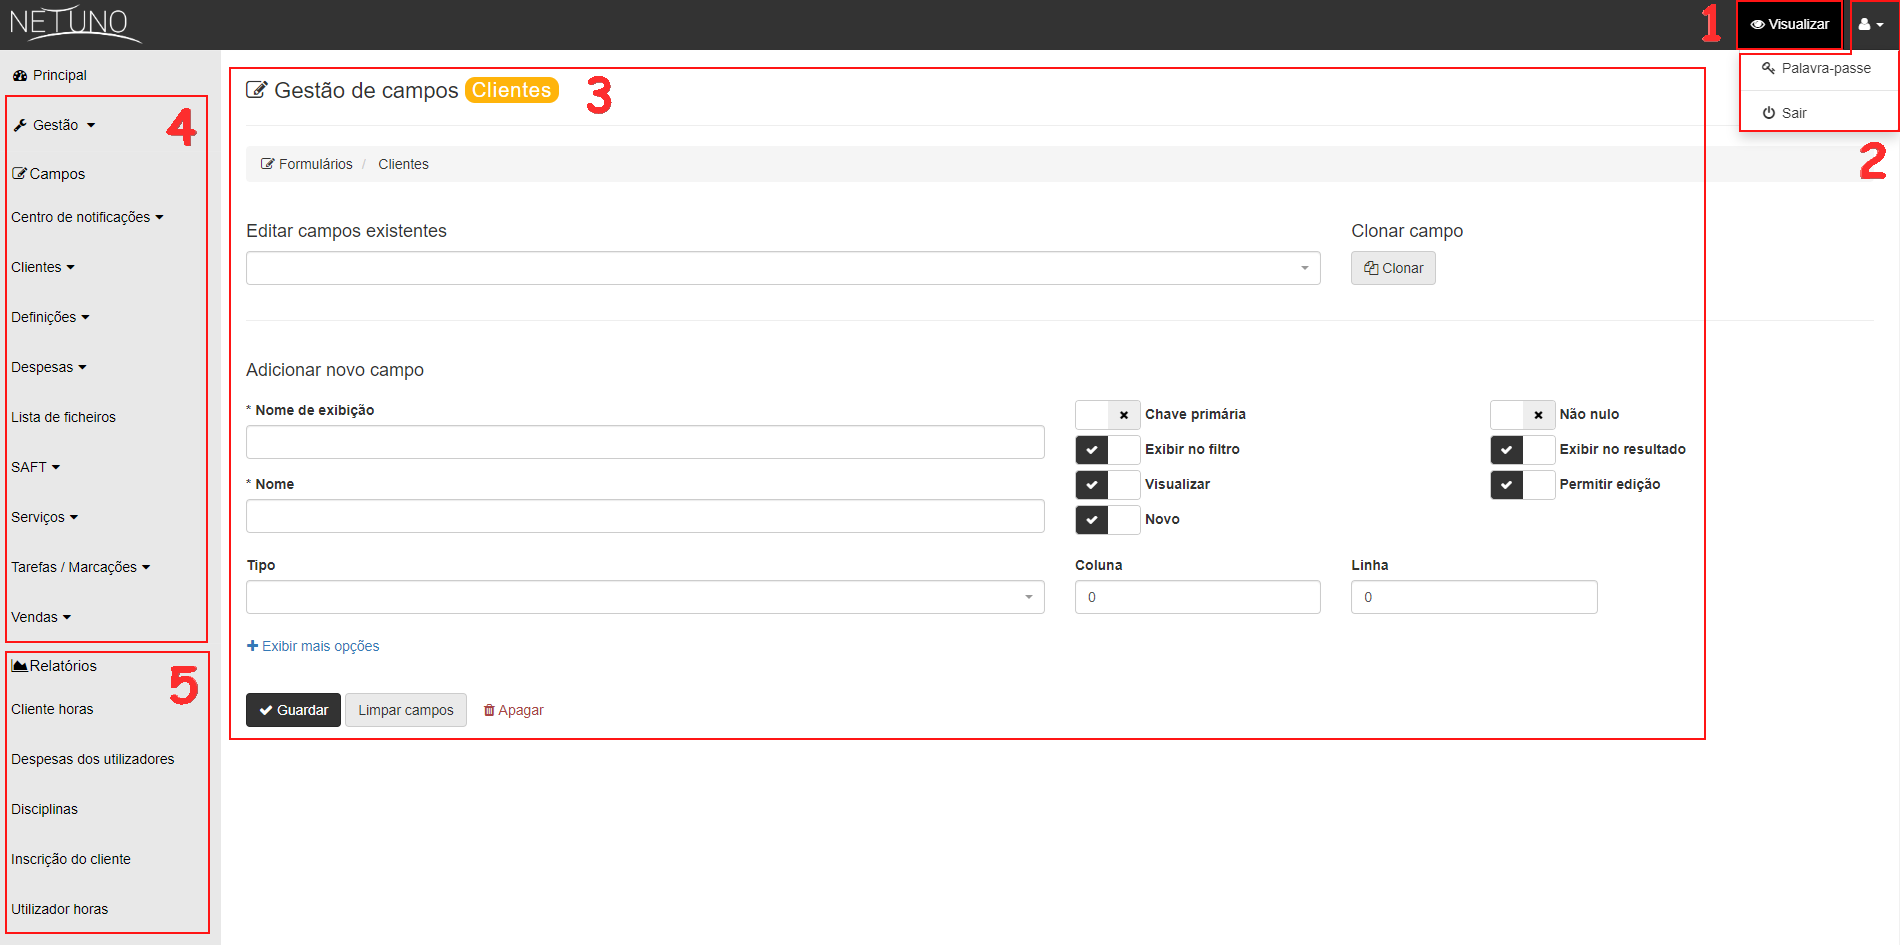 NETUNO
1
Visualizar
Palavra-passe
Sair
2
Principal
4
Gestão
Campos
Centro de notificações
Clientes
Definições
Despesas
Lista de ficheiros
SAFT
Serviços
Tarefas / Marcações
Vendas
5
Relatórios
Cliente horas
Despesas dos utilizadores
Disciplinas
Inscrição do cliente
Utilizador horas
Gestão de campos Clientes 3
Formulários / Clientes
Editar campos existentes
Clonar campo
Clonar
Adicionar novo campo
* Nome de exibição
Chave primária
Não nulo
Exibir no filtro
Exibir no resultado
* Nome
Visualizar
Permitir edição
Novo
Tipo
Coluna
Linha
0
0
Exibir mais opções
Guardar
Limpar campos
Apagar